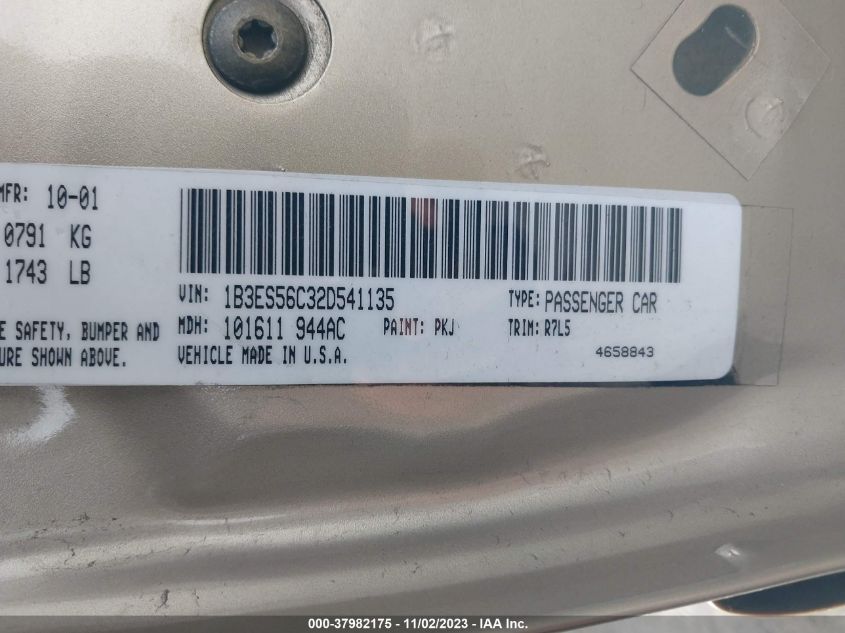 MFR: 10-01
0791 KG
1743 LB
VIN: 1B3ES56C32D541135 TYPE: PASSENGER CAR
E SAFETY, BUMPER AND MDH: 101611 944AC PAINT: PKJ TRIM: R7L5
URE SHOWN ABOVE. VEHICLE MADE IN U.S.A. 4658843
000-37982175 - 11/02/2023 - IAA Inc.